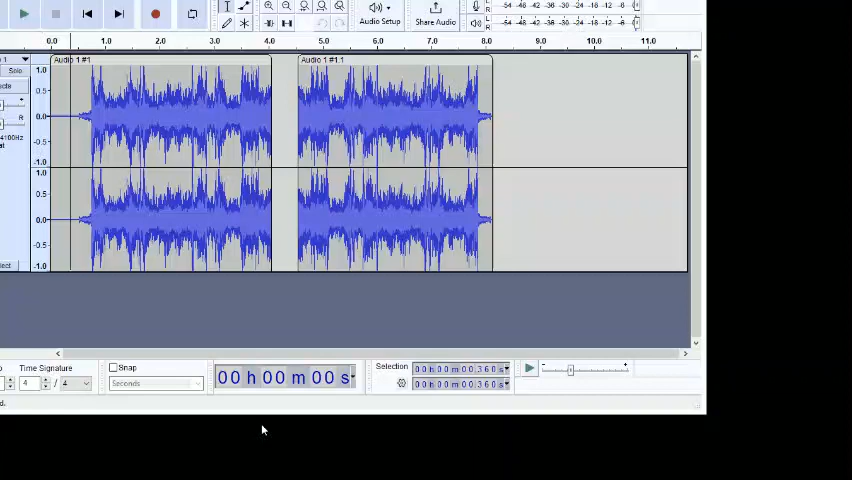 -54 -48 -42 -36 -30 -24 -18 -12 -6
Audio Setup
Share Audio
L
R
-54 -48 -42 -36 -30 -24 -18 -12 -6
0.0 1.0 2.0 3.0 4.0 5.0 6.0 7.0 8.0 9.0 10.0 11.0
1
Audio 1 #1
Audio 1 #1.1
Solo
1.0
0.5
0.0
-0.5
-1.0
+
R
4100Hz
1.0
0.5
0.0
-0.5
-1.0
Time Signature
4 / 4
Snap
Seconds
00 h 00 m 00 s
Selection
00 h 00 m 00.360 s
00 h 00 m 00.360 s
- +
d.